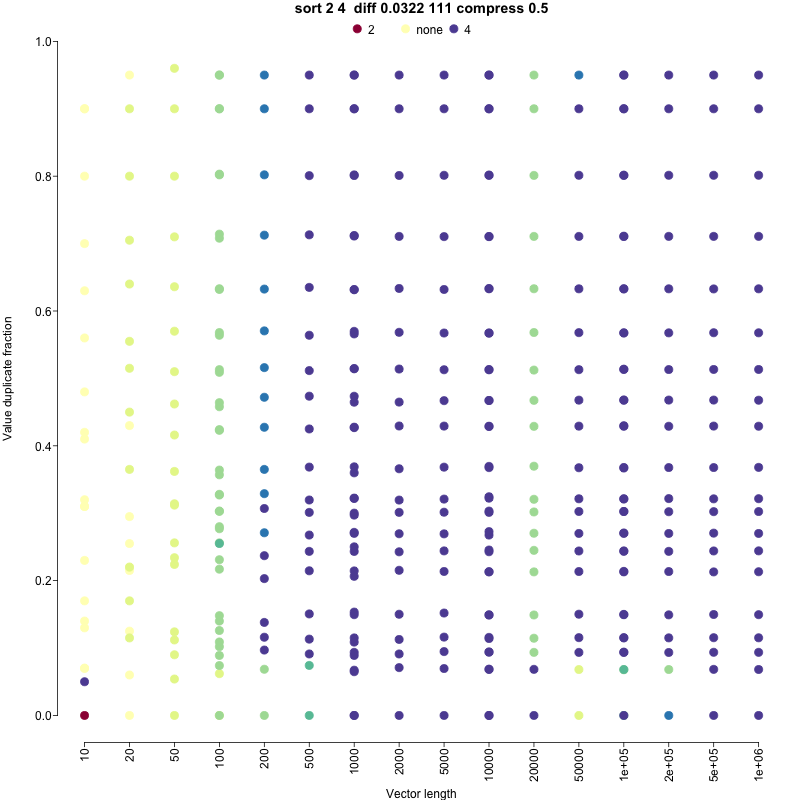 sort 2 4  diff 0.0322 111 compress 0.5
2 none 4
1.0
0.8
0.6
0.4
0.2
0.0
Value duplicate fraction
10 20 50 100 200 500 1000 2000 5000 10000 20000 50000 1e+05 2e+05 5e+05 1e+06
Vector length